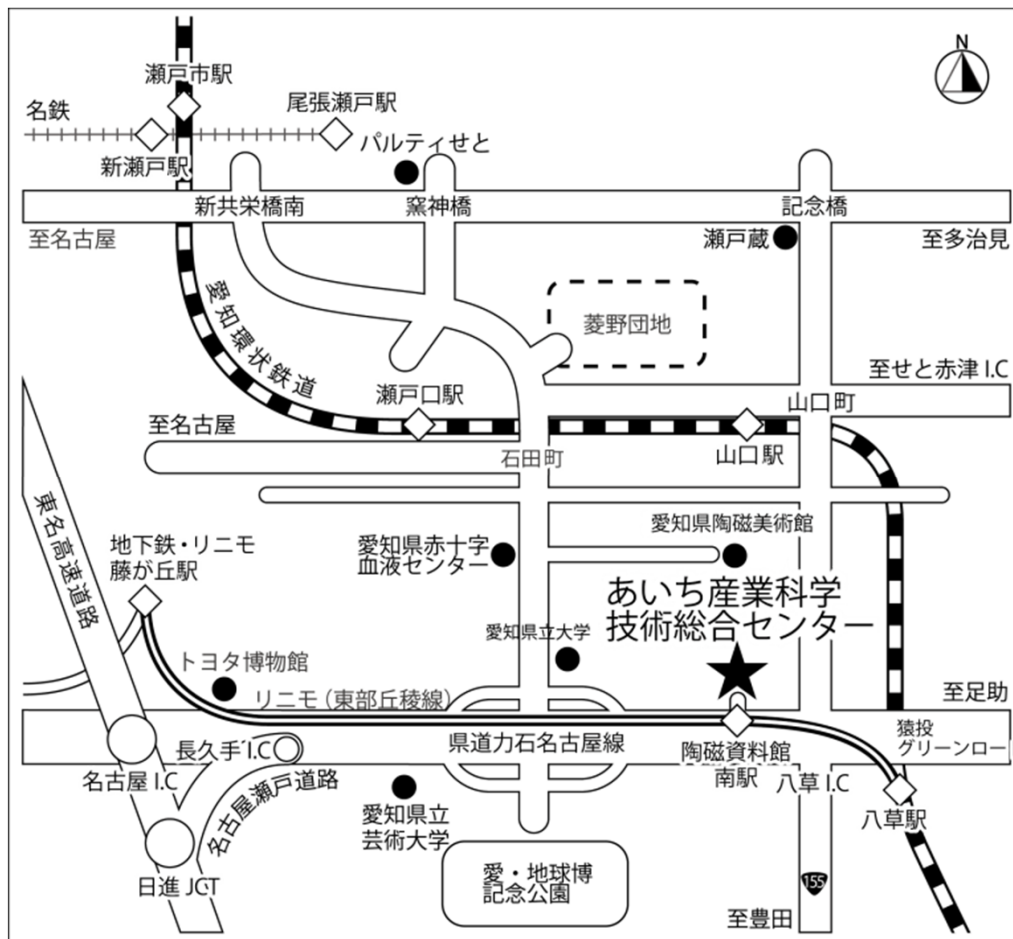 N
瀬戸市駅
名鉄
尾張瀬戸駅
パルティせと
新瀬戸駅
新共栄橋南
窯神橋
記念橋
至名古屋
瀬戸蔵
至多治見
愛知環状鉄道
菱野団地
至せと赤津 I.C
瀬戸口駅
山口町
至名古屋
石田町
山口駅
東名高速道路
地下鉄・リニモ
藤が丘駅
愛知県赤十字
血液センター
愛知県陶磁美術館
あいち産業科学
技術総合センター
愛知県立大学
トヨタ博物館
リニモ（東部丘稜線）
至足助
長久手 I.C
県道力石名古屋線
陶磁資料館
南駅
猿投
グリーンロー
名古屋 I.C
名古屋瀬戸道路
八草 I.C
愛知県立
芸術大学
八草駅
日進 JCT
愛・地球博
記念公園
155
至豊田